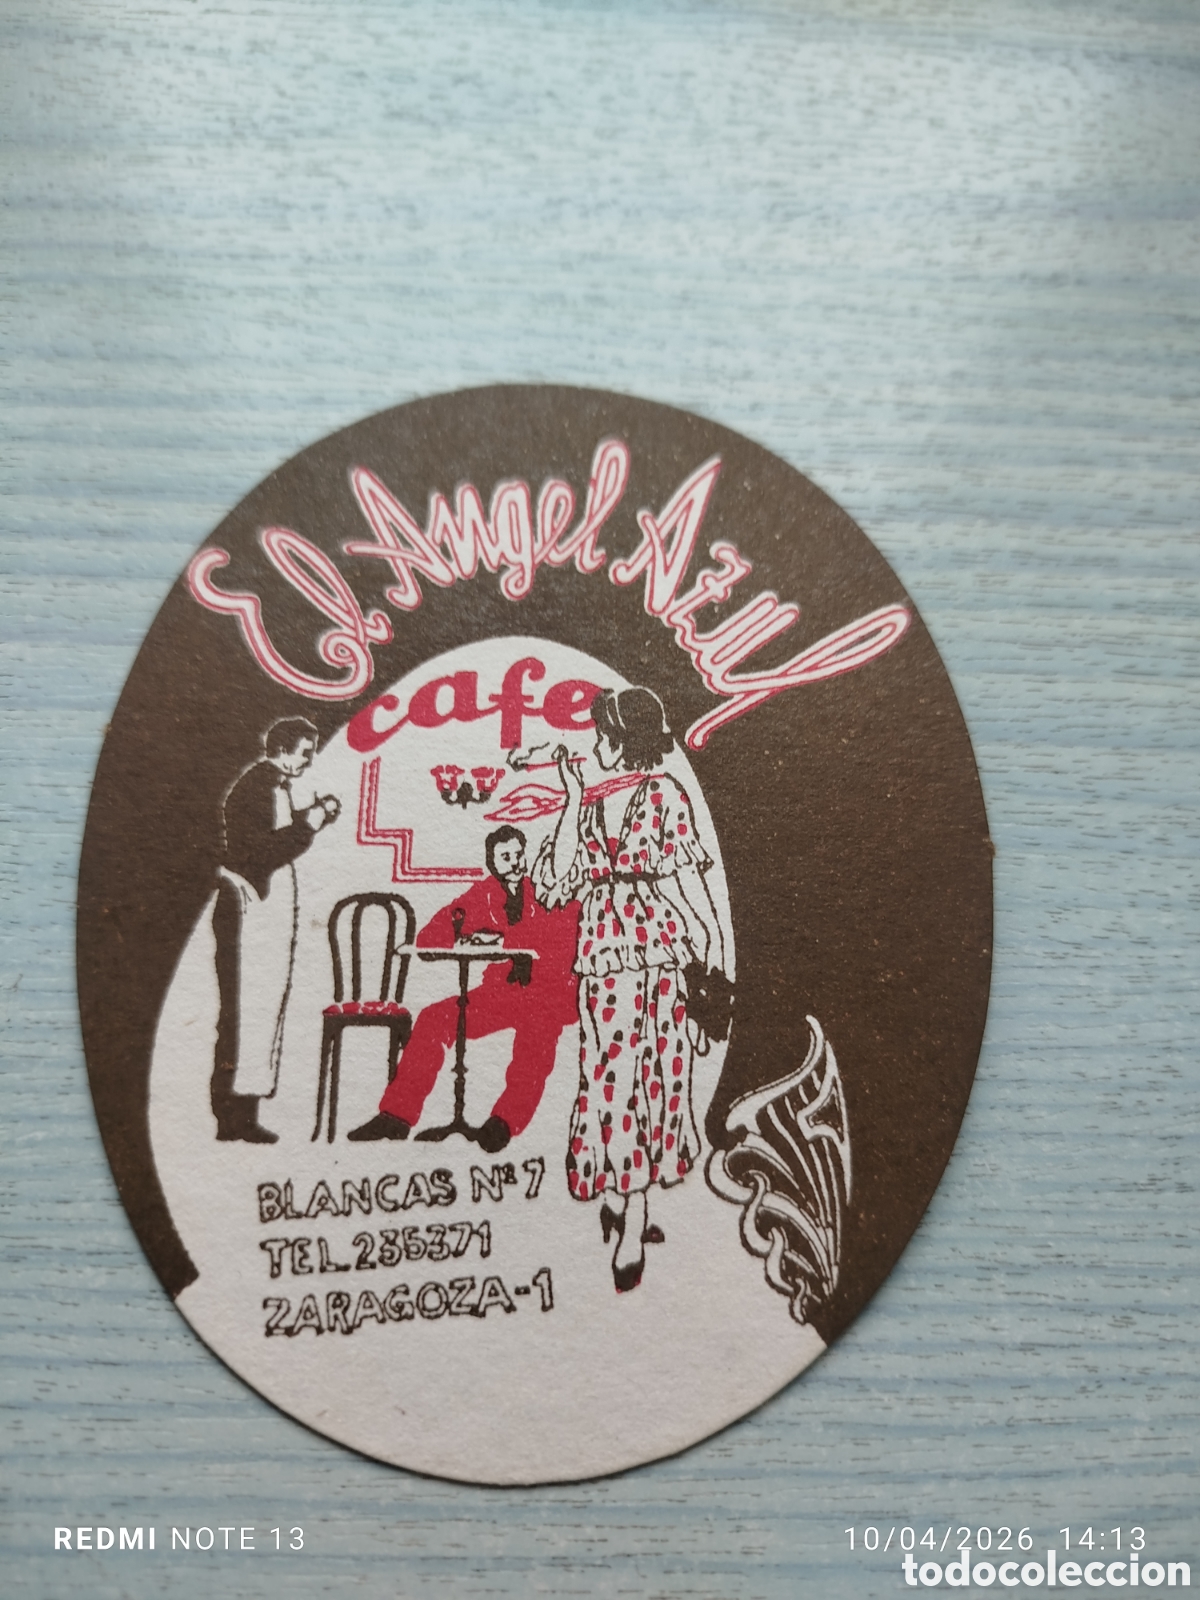 El Angel Azul
cafe
BLANCAS Nº 7
TEL.235371
ZARAGOZA-1
REDMI NOTE 13
10/04/2026 14:13
todocoleccion